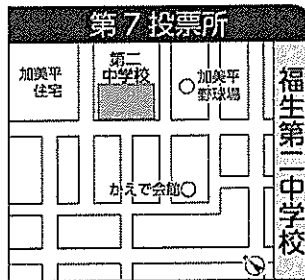 第7投票所
加美平
住宅
第二
中学校
加美平
野球場
かえで会館
福生第二中学校